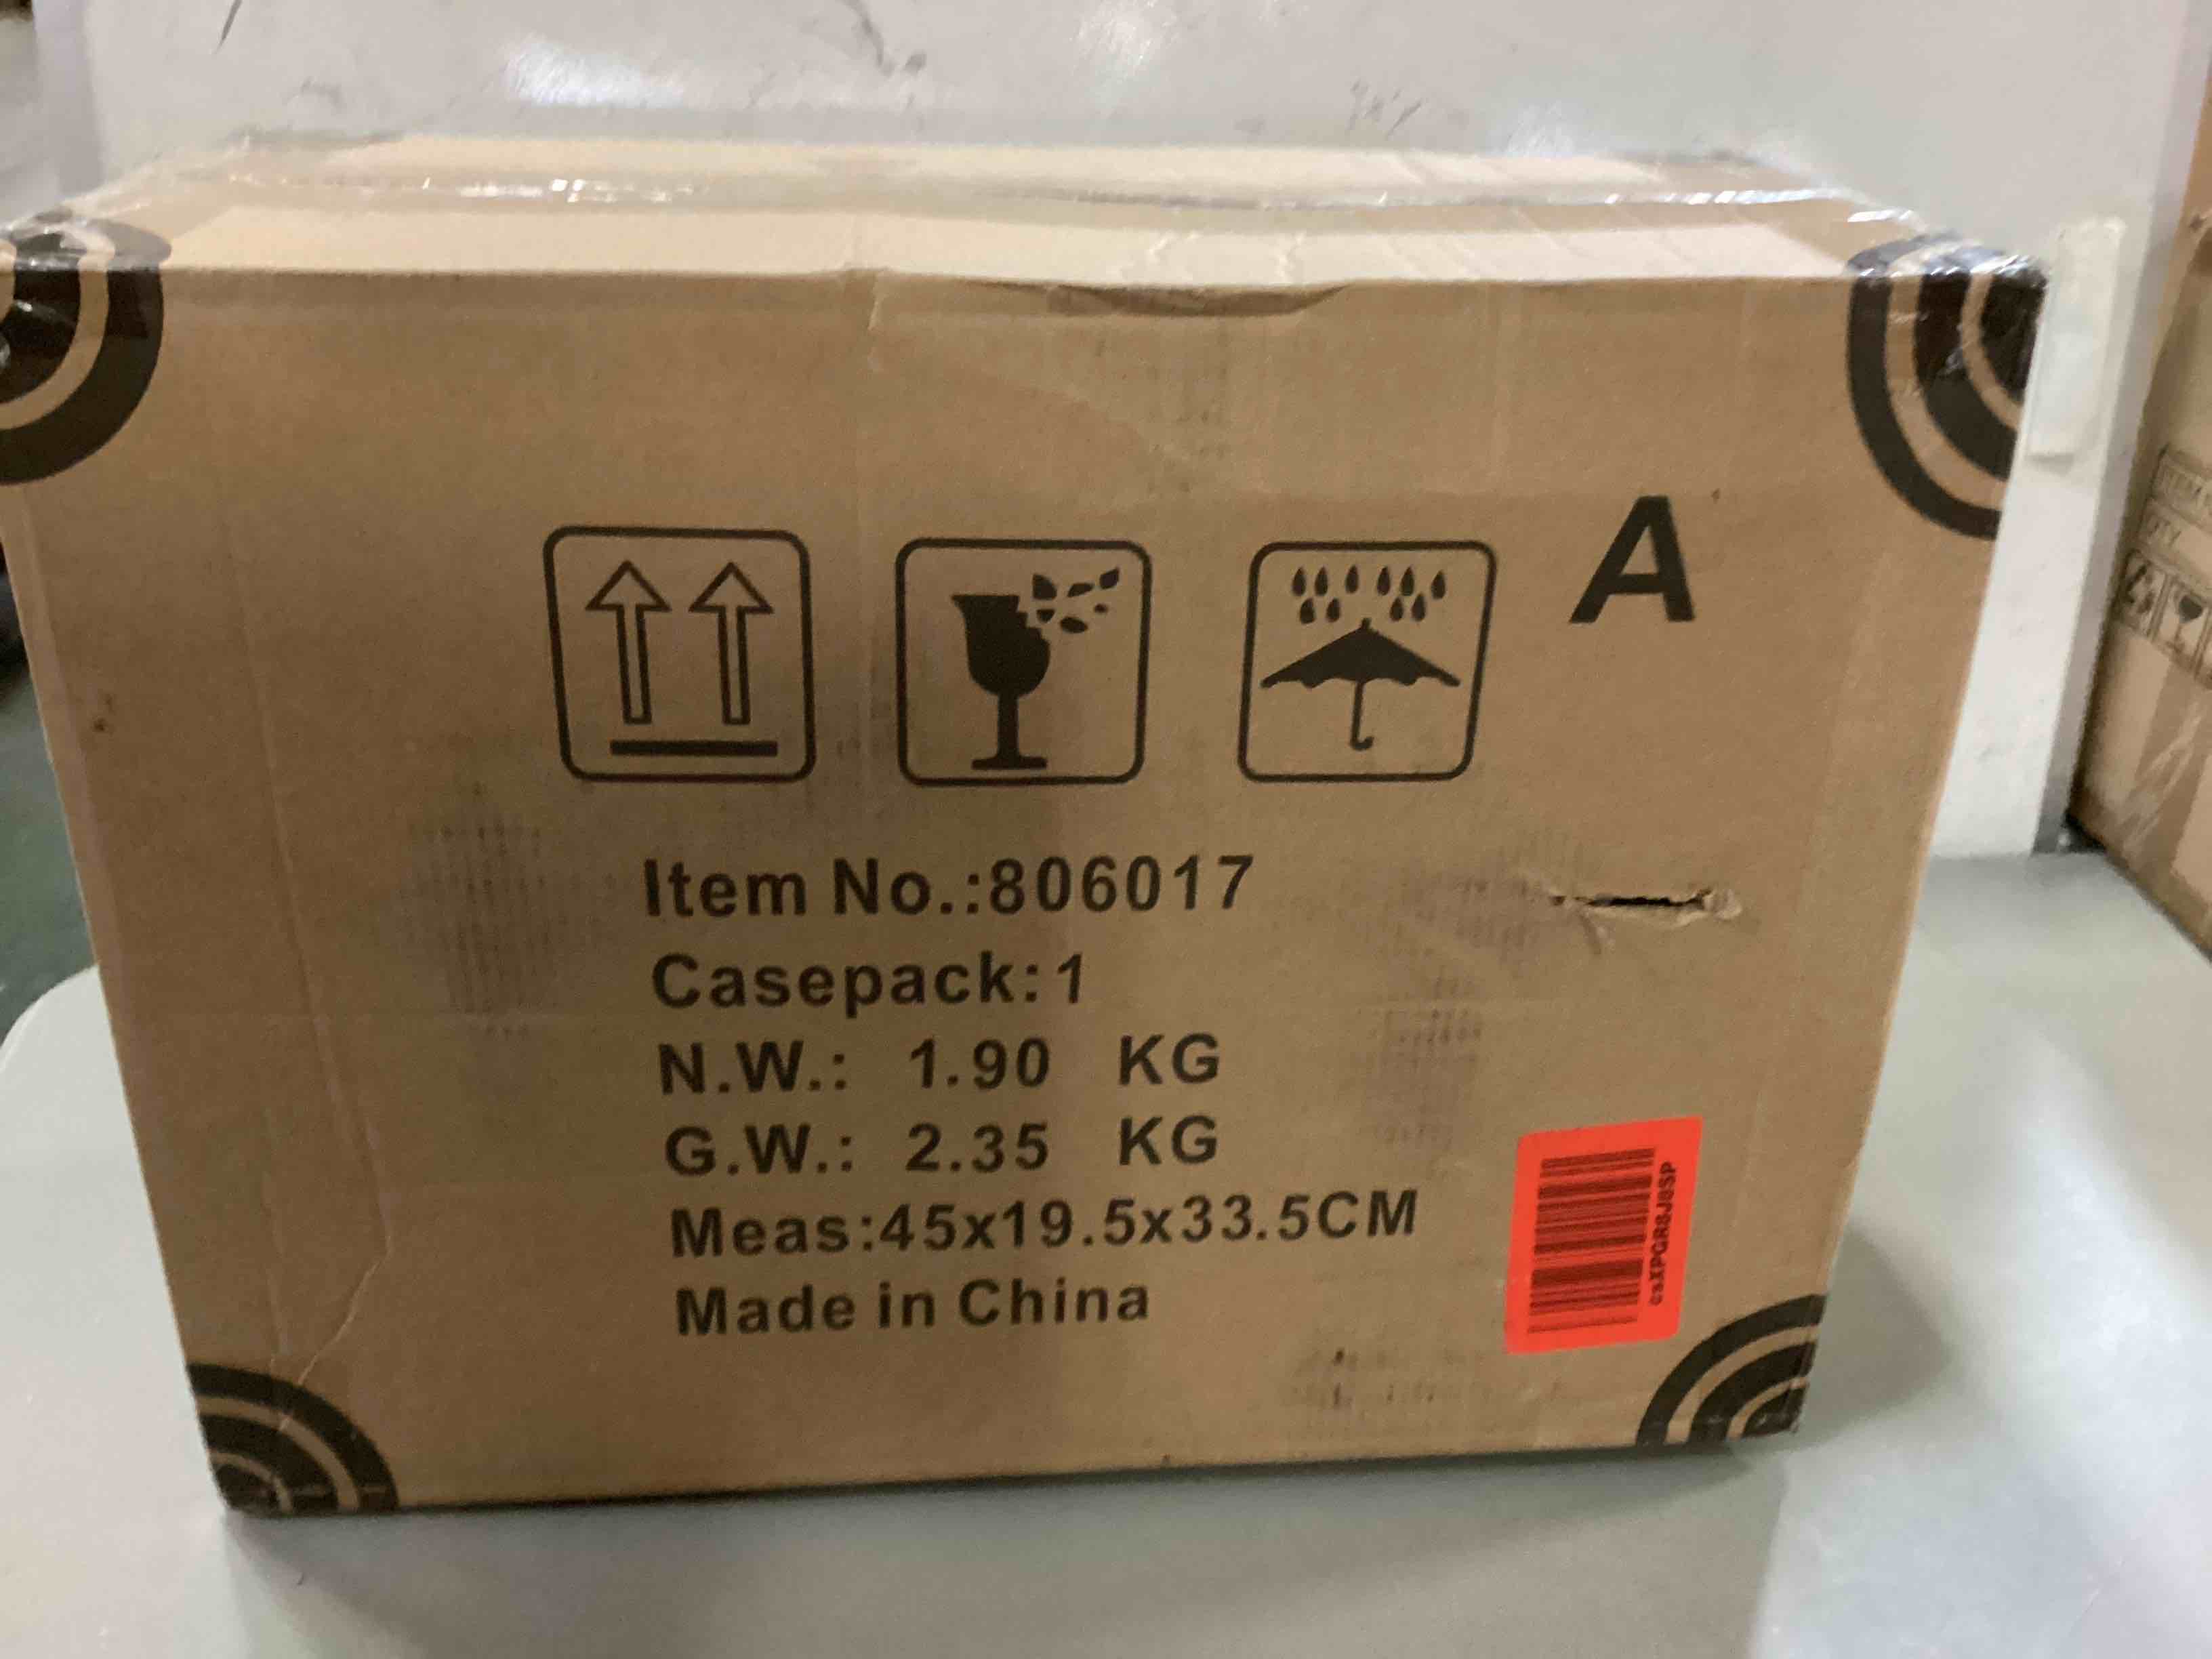 A
Item No.:806017
Casepack:1
N.W.: 1.90 KG
G.W.: 2.35 KG
Meas:45x19.5x33.5CM
Made in China